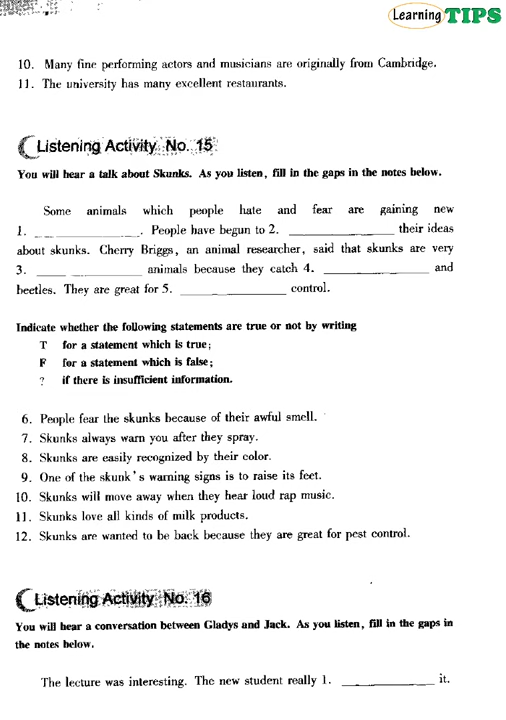 Learning TIPS
10. Many fine performing actors and musicians are originally from Cambridge.
11. The university has many excellent restaurants.
Listening Activity No. 15
You will hear a talk about Skunks. As you listen, fill in the gaps in the notes below.
Some animals which people hate and fear are gaining new
1. ______________. People have begun to 2. ______________ their ideas
about skunks. Cherry Briggs, an animal researcher, said that skunks are very
3. ______________ animals because they catch 4. ______________ and
beetles. They are great for 5. ______________ control.
Indicate whether the following statements are true or not by writing
T for a statement which is true;
F for a statement which is false;
? if there is insufficient information.
6. People fear the skunks because of their awful smell.
7. Skunks always warn you after they spray.
8. Skunks are easily recognized by their color.
9. One of the skunk's warning signs is to raise its feet.
10. Skunks will move away when they hear loud rap music.
11. Skunks love all kinds of milk products.
12. Skunks are wanted to be back because they are great for pest control.
Listening Activity No. 16
You will hear a conversation between Gladys and Jack. As you listen, fill in the gaps in
the notes below.
The lecture was interesting. The new student really 1. ______________ it.